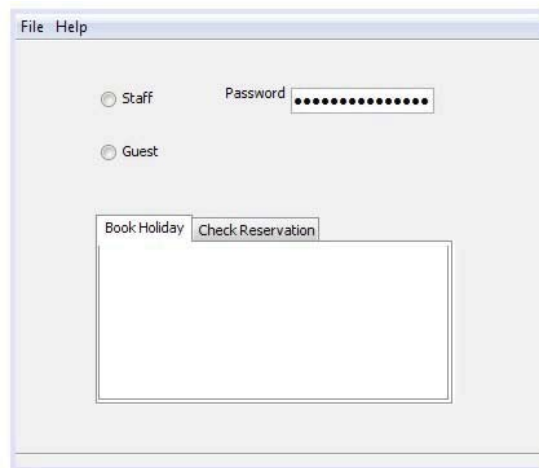 File Help
Staff Password ●●●●●●●●●●●●●●●
Guest
Book Holiday Check Reservation